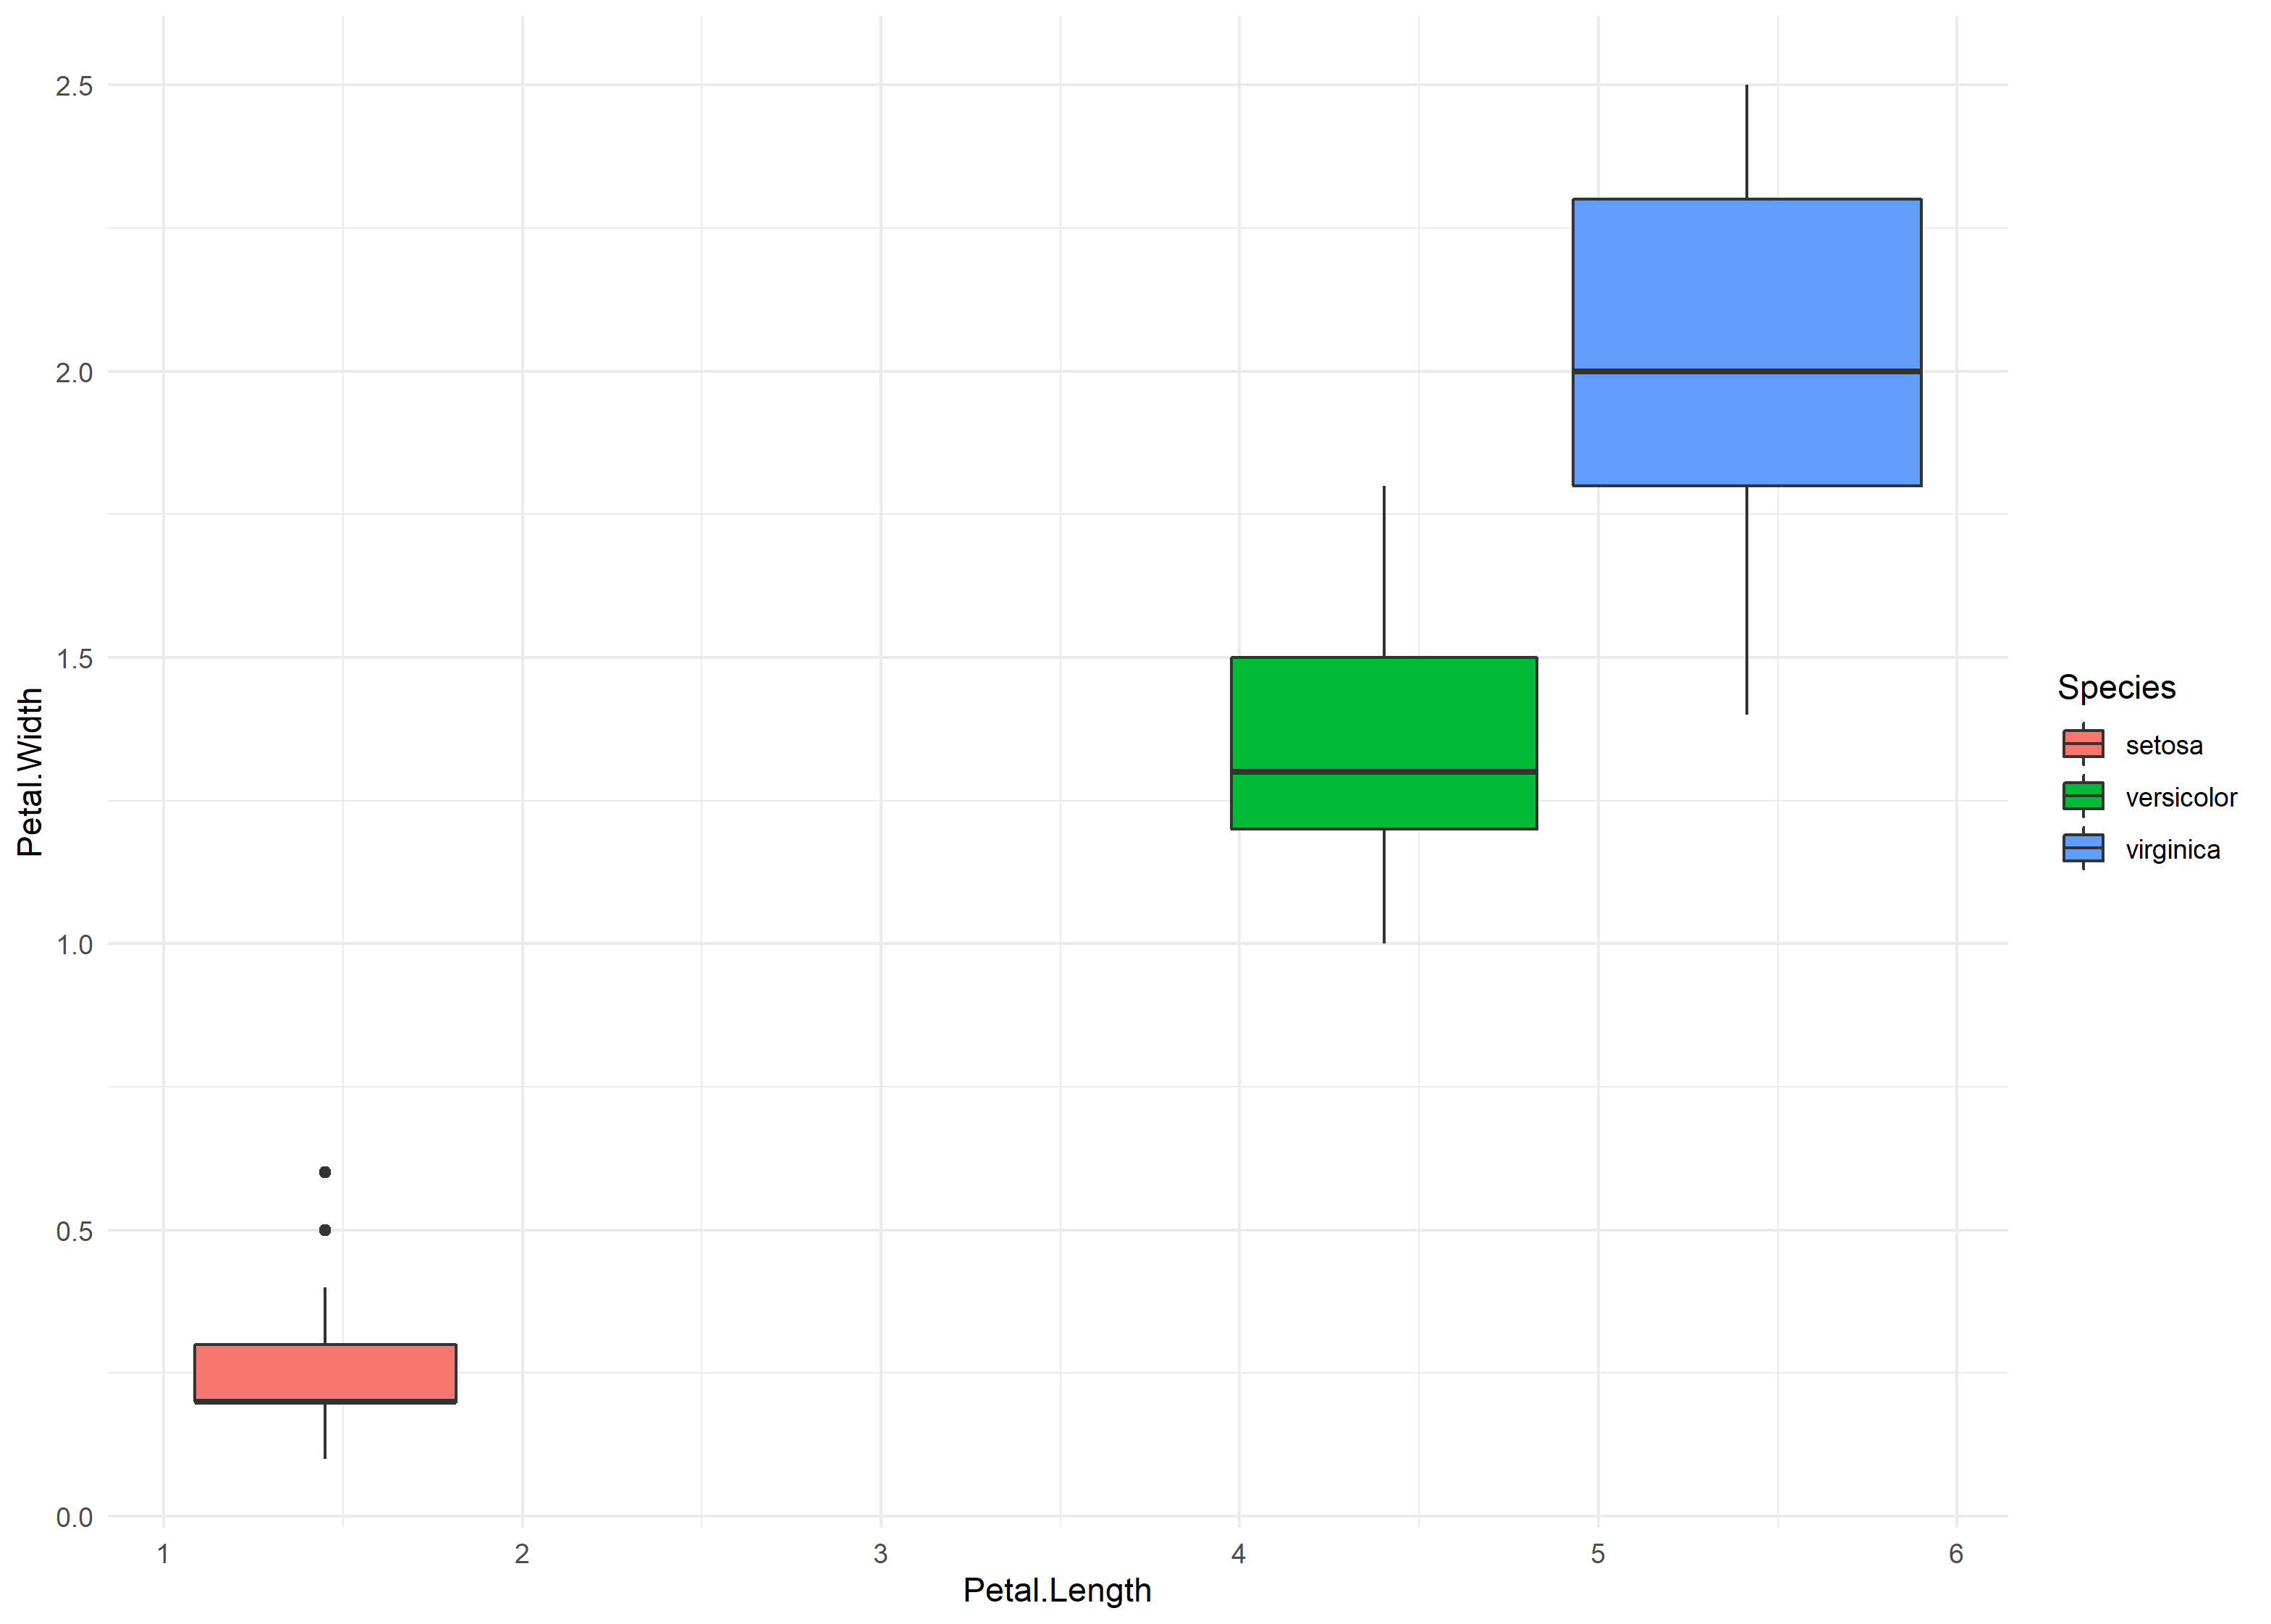 2.5
2.0
1.5
1.0
0.5
0.0
Petal.Width
1 2 3 4 5 6
Petal.Length
Species
setosa
versicolor
virginica